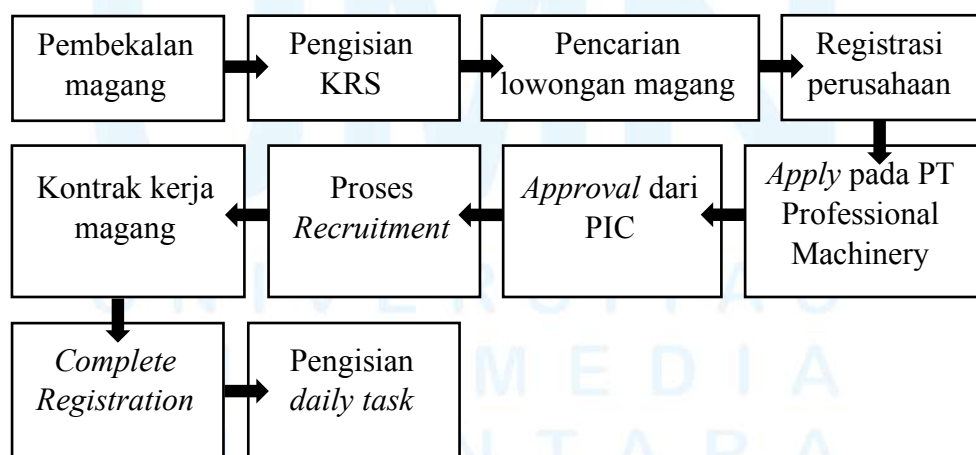 Pembekalan
magang
Pengisian
KRS
Pencarian
lowongan magang
Registrasi
perusahaan
Apply pada PT
Professional
Machinery
Approval dari
PIC
Proses
Recruitment
Kontrak kerja
magang
Complete
Registration
Pengisian
daily task